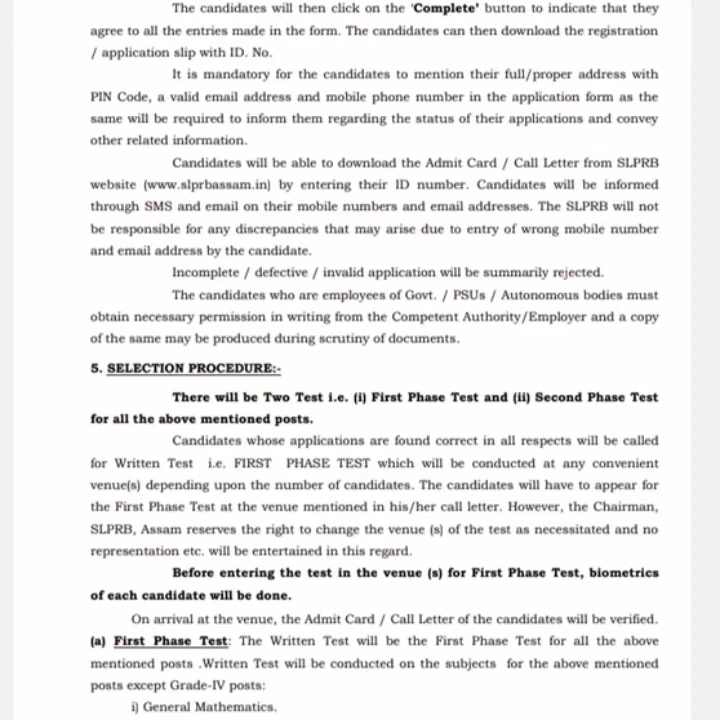 The candidates will then click on the ‘Complete’ button to indicate that they
agree to all the entries made in the form. The candidates can then download the registration
/ application slip with ID. No.
It is mandatory for the candidates to mention their full/proper address with
PIN Code, a valid email address and mobile phone number in the application form as the
same will be required to inform them regarding the status of their applications and convey
other related information.
Candidates will be able to download the Admit Card / Call Letter from SLPRB
website (www.slprbassam.in) by entering their ID number. Candidates will be informed
through SMS and email on their mobile numbers and email addresses. The SLPRB will not
be responsible for any discrepancies that may arise due to entry of wrong mobile number
and email address by the candidate.
Incomplete / defective / invalid application will be summarily rejected.
The candidates who are employees of Govt. / PSUs / Autonomous bodies must
obtain necessary permission in writing from the Competent Authority/Employer and a copy
of the same may be produced during scrutiny of documents.
5. SELECTION PROCEDURE:-
There will be Two Test i.e. (i) First Phase Test and (ii) Second Phase Test
for all the above mentioned posts.
Candidates whose applications are found correct in all respects will be called
for Written Test i.e. FIRST PHASE TEST which will be conducted at any convenient
venue(s) depending upon the number of candidates. The candidates will have to appear for
the First Phase Test at the venue mentioned in his/her call letter. However, the Chairman,
SLPRB, Assam reserves the right to change the venue (s) of the test as necessitated and no
representation etc. will be entertained in this regard.
Before entering the test in the venue (s) for First Phase Test, biometrics
of each candidate will be done.
On arrival at the venue, the Admit Card / Call Letter of the candidates will be verified.
(a) First Phase Test: The Written Test will be the First Phase Test for all the above
mentioned posts .Written Test will be conducted on the subjects for the above mentioned
posts except Grade-IV posts:
i) General Mathematics.